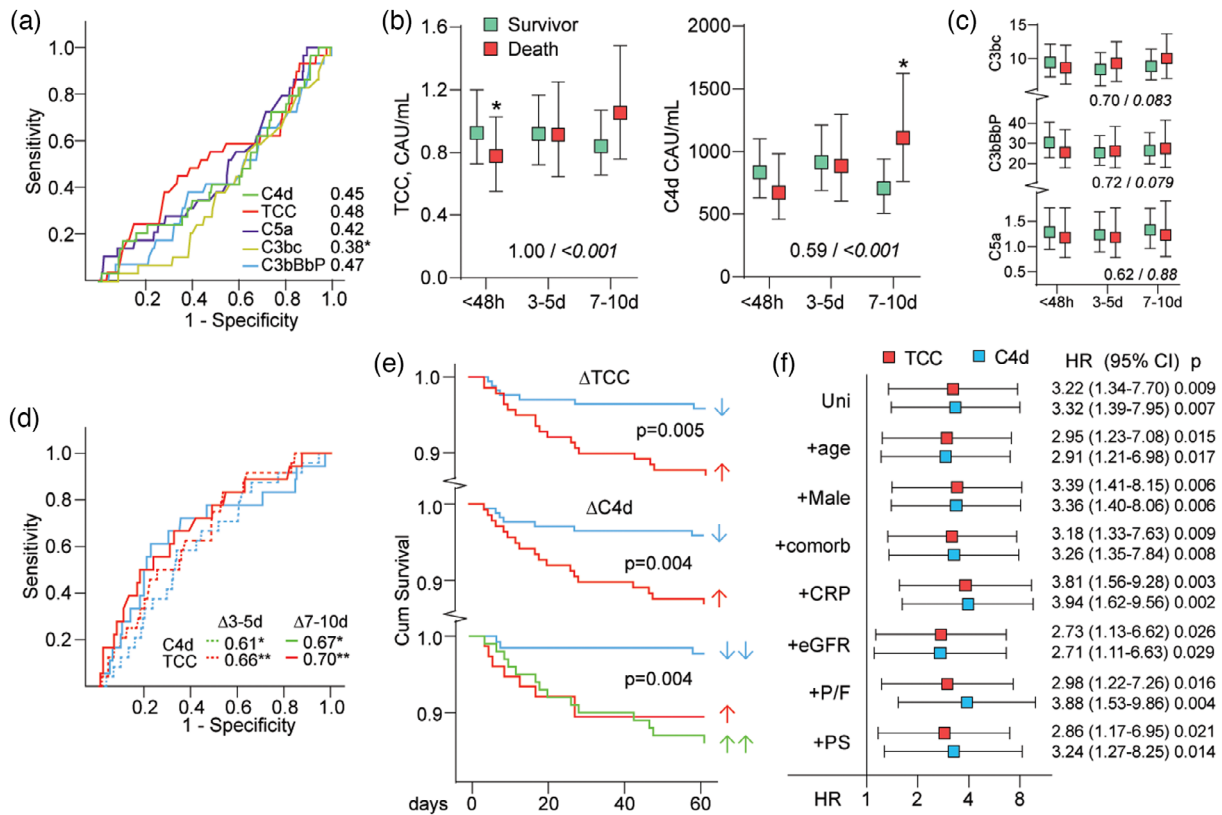 (a)
Sensitivity
1.0
0.8
0.6
0.4
0.2
C4d 0.45
TCC 0.48
C5a 0.42
C3bc 0.38*
C3bBbP 0.47
0.2 0.4 0.6 0.8 1.0
1 - Specificity
(b)
Survivor
Death
TCC, CAU/mL
1.6
1.2
0.8
0.4
0.0
*
1.00 / <0.001
<48h 3-5d 7-10d
C4d CAU/mL
2000
1500
1000
500
0
*
0.59 / <0.001
<48h 3-5d 7-10d
(c)
C3bc
15
10
5
0.70 / 0.083
C3bBbP
40
30
20
0.72 / 0.079
C5a
1.5
1.0
0.5
0.62 / 0.88
<48h 3-5d 7-10d
(d)
Sensitivity
1.0
0.8
0.6
0.4
0.2
Δ3-5d Δ7-10d
C4d 0.61* 0.67*
TCC 0.66** 0.70**
0.2 0.4 0.6 0.8 1.0
1 - Specificity
(e)
Cum Survival
1.0
ΔTCC
↓
p=0.005
0.9
↑
1.0
ΔC4d
↓
p=0.004
0.9
↑
1.0
↓↓
p=0.004
0.9
↑
↑↑
days 0 20 40 60
(f)
TCC C4d HR (95% CI) p
Uni 3.22 (1.34-7.70) 0.009
3.32 (1.39-7.95) 0.007
+age 2.95 (1.23-7.08) 0.015
2.91 (1.21-6.98) 0.017
+Male 3.39 (1.41-8.15) 0.006
3.36 (1.40-8.06) 0.006
+comorb 3.18 (1.33-7.63) 0.009
3.26 (1.35-7.84) 0.008
+CRP 3.81 (1.56-9.28) 0.003
3.94 (1.62-9.56) 0.002
+eGFR 2.73 (1.13-6.62) 0.026
2.71 (1.11-6.63) 0.029
+P/F 2.98 (1.22-7.26) 0.016
3.88 (1.53-9.86) 0.004
+PS 2.86 (1.17-6.95) 0.021
3.24 (1.27-8.25) 0.014
HR 1 2 4 8